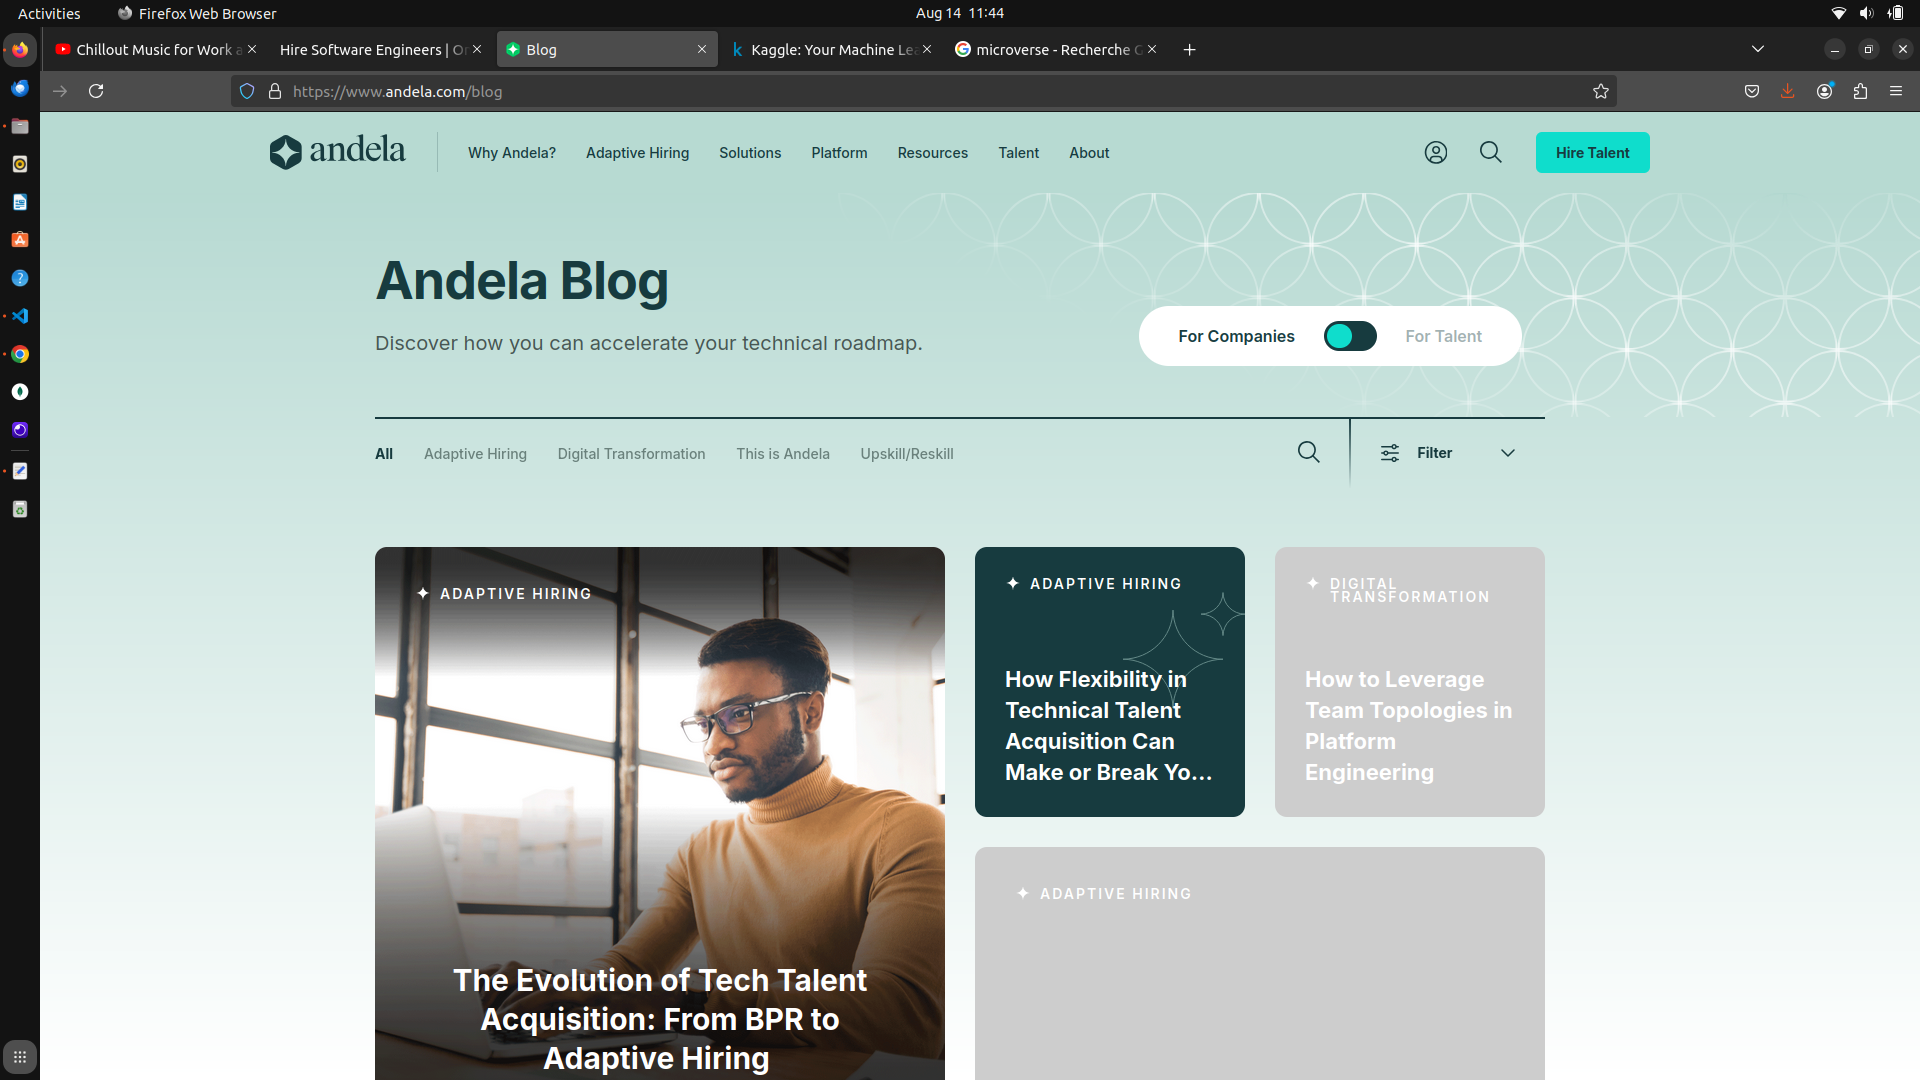 Activities
Firefox Web Browser
Aug 14 11:44
Chillout Music for Work a
Hire Software Engineers | Or
Blog
Kaggle: Your Machine Lea
microverse - Recherche G
https://www.andela.com/blog
andela
Why Andela?
Adaptive Hiring
Solutions
Platform
Resources
Talent
About
Hire Talent
Andela Blog
Discover how you can accelerate your technical roadmap.
For Companies
For Talent
All
Adaptive Hiring
Digital Transformation
This is Andela
Upskill/Reskill
Filter
ADAPTIVE HIRING
The Evolution of Tech Talent
Acquisition: From BPR to
Adaptive Hiring
ADAPTIVE HIRING
How Flexibility in
Technical Talent
Acquisition Can
Make or Break Yo...
DIGITAL
TRANSFORMATION
How to Leverage
Team Topologies in
Platform
Engineering
ADAPTIVE HIRING